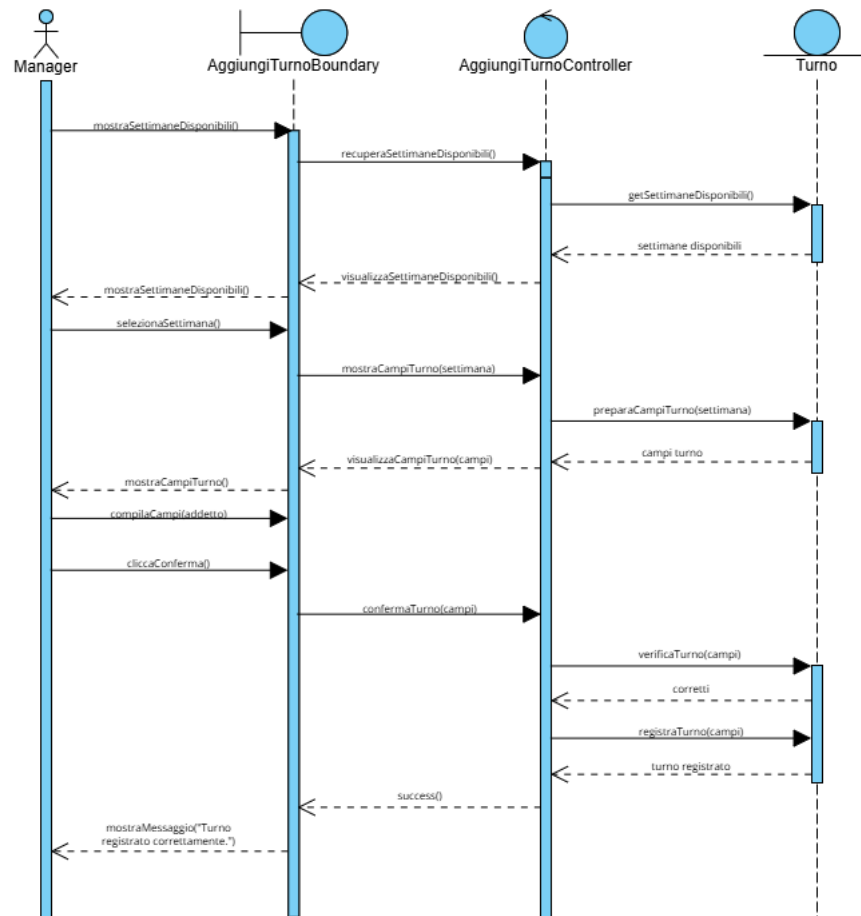 Manager
AggiungiTurnoBoundary
AggiungiTurnoController
Turno
mostraSettimaneDisponibili()
recuperaSettimaneDisponibili()
getSettimaneDisponibili()
settimane disponibili
visualizzaSettimaneDisponibili()
mostraSettimaneDisponibili()
selezionaSettimana()
mostraCampiTurno(settimana)
preparaCampiTurno(settimana)
campi turno
visualizzaCampiTurno(campi)
mostraCampiTurno()
compilaCampi(addetto)
cliccaConferma()
confermaTurno(campi)
verificaTurno(campi)
corretti
registraTurno(campi)
turno registrato
success()
mostraMessaggio("Turno
registrato correttamente.")